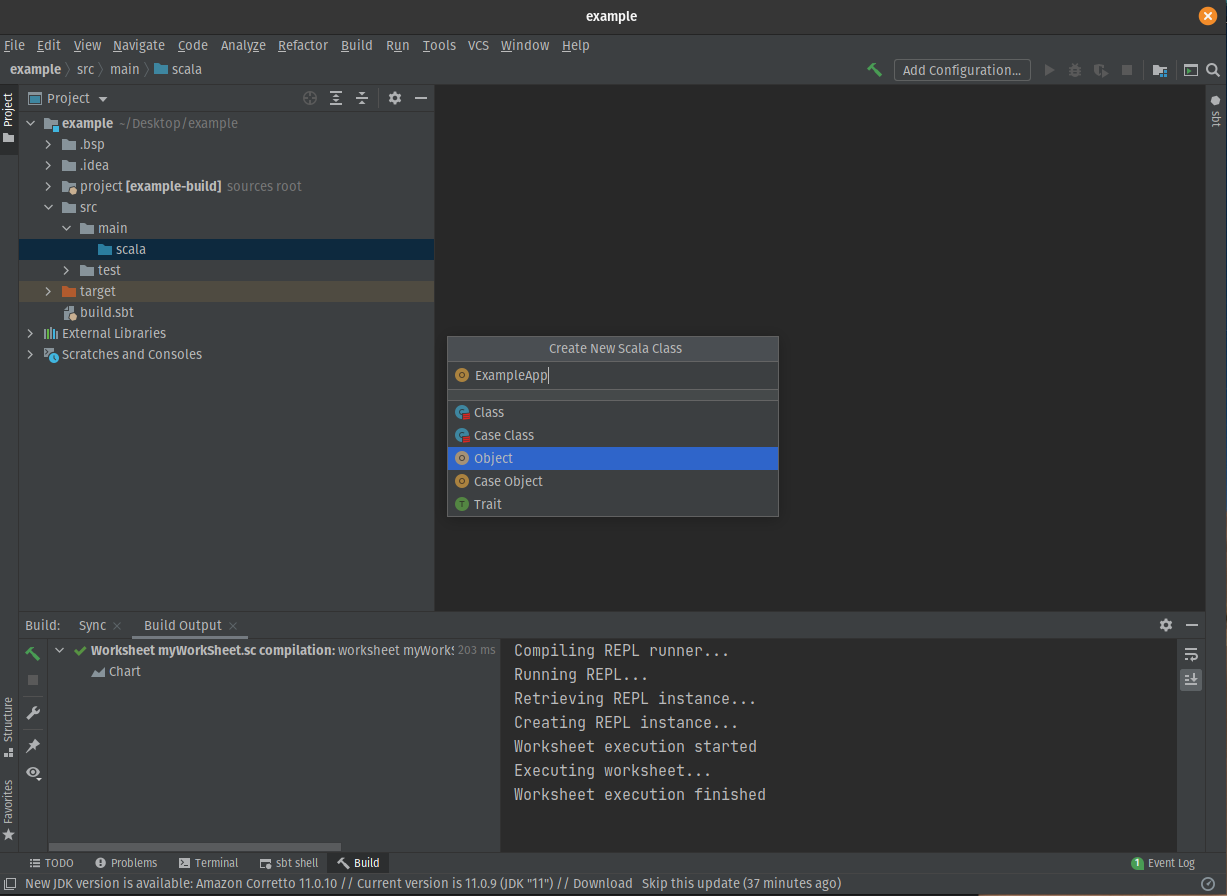 example
File Edit View Navigate Code Analyze Refactor Build Run Tools VCS Window Help
example src main scala
Add Configuration...
Project
Project
sbt
example ~/Desktop/example
.bsp
.idea
project [example-build] sources root
src
main
scala
test
target
build.sbt
External Libraries
Scratches and Consoles
Create New Scala Class
ExampleApp
Class
Case Class
Object
Case Object
Trait
Build: Sync Build Output
Worksheet myWorkSheet.sc compilation: worksheet myWorkS 203 ms
Chart
Compiling REPL runner...
Running REPL...
Retrieving REPL instance...
Creating REPL instance...
Worksheet execution started
Executing worksheet...
Worksheet execution finished
Structure
Favorites
TODO Problems Terminal sbt shell Build 1 Event Log
New JDK version is available: Amazon Corretto 11.0.10 // Current version is 11.0.9 (JDK "11") // Download Skip this update (37 minutes ago)